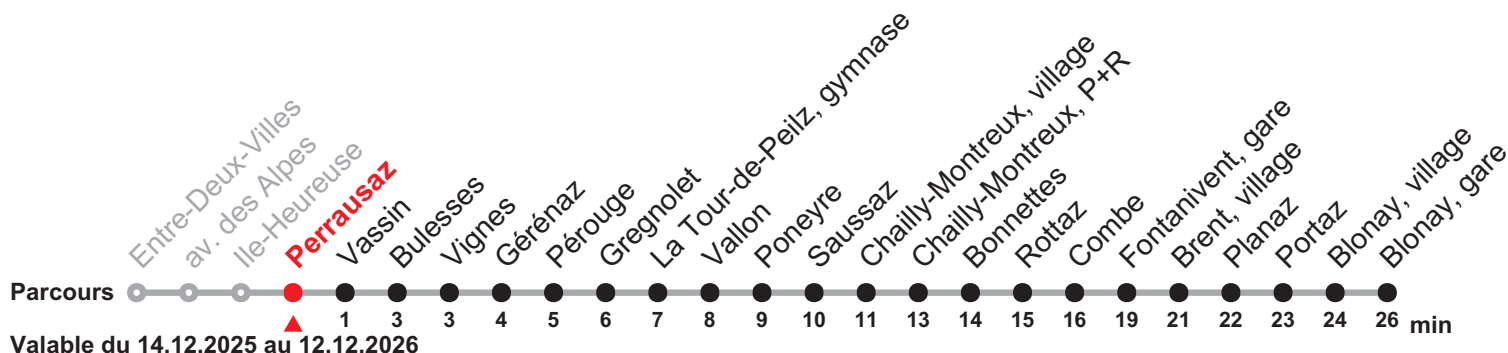 Entre-Deux-Villes
av. des Alpes
Ile-Heureuse
Perrausaz
Vassin
Bulesses
Vignes
Gérénaz
Pérouge
Gregnolet
La Tour-de-Peilz, gymnase
Vallon
Poneyre
Saussaz
Chailly-Montreux, village
Chailly-Montreux, P+R
Bonnettes
Rottaz
Combe
Fontanivent, gare
Brent, village
Planaz
Portaz
Blonay, village
Blonay, gare
Parcours
1 3 3 4 5 6 7 8 9 10 11 13 14 15 16 19 21 22 23 24 26 min
Valable du 14.12.2025 au 12.12.2026